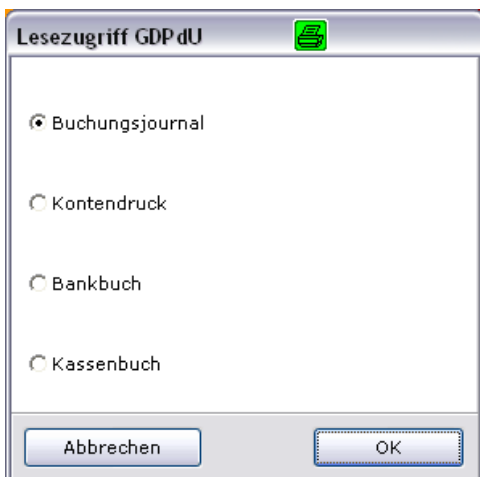 Lesezugriff GDPdU
Buchungsjournal
Kontendruck
Bankbuch
Kassenbuch
Abbrechen OK